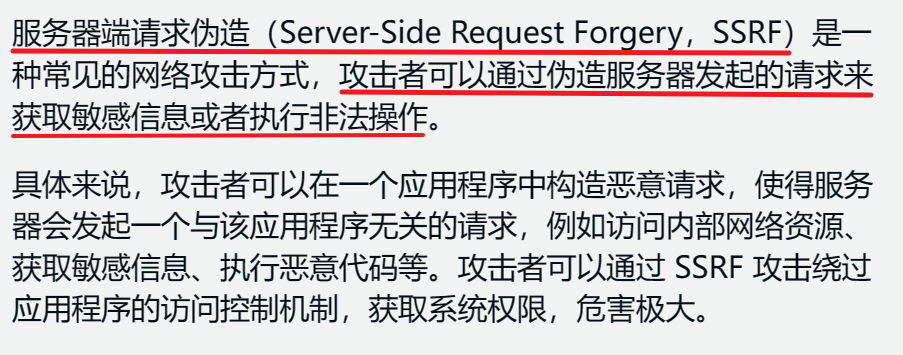 服务器端请求伪造（Server-Side Request Forgery，SSRF）是一
种常见的网络攻击方式，攻击者可以通过伪造服务器发起的请求来
获取敏感信息或者执行非法操作。
具体来说，攻击者可以在一个应用程序中构造恶意请求，使得服务
器会发起一个与该应用程序无关的请求，例如访问内部网络资源、
获取敏感信息、执行恶意代码等。攻击者可以通过 SSRF 攻击绕过
应用程序的访问控制机制，获取系统权限，危害极大。